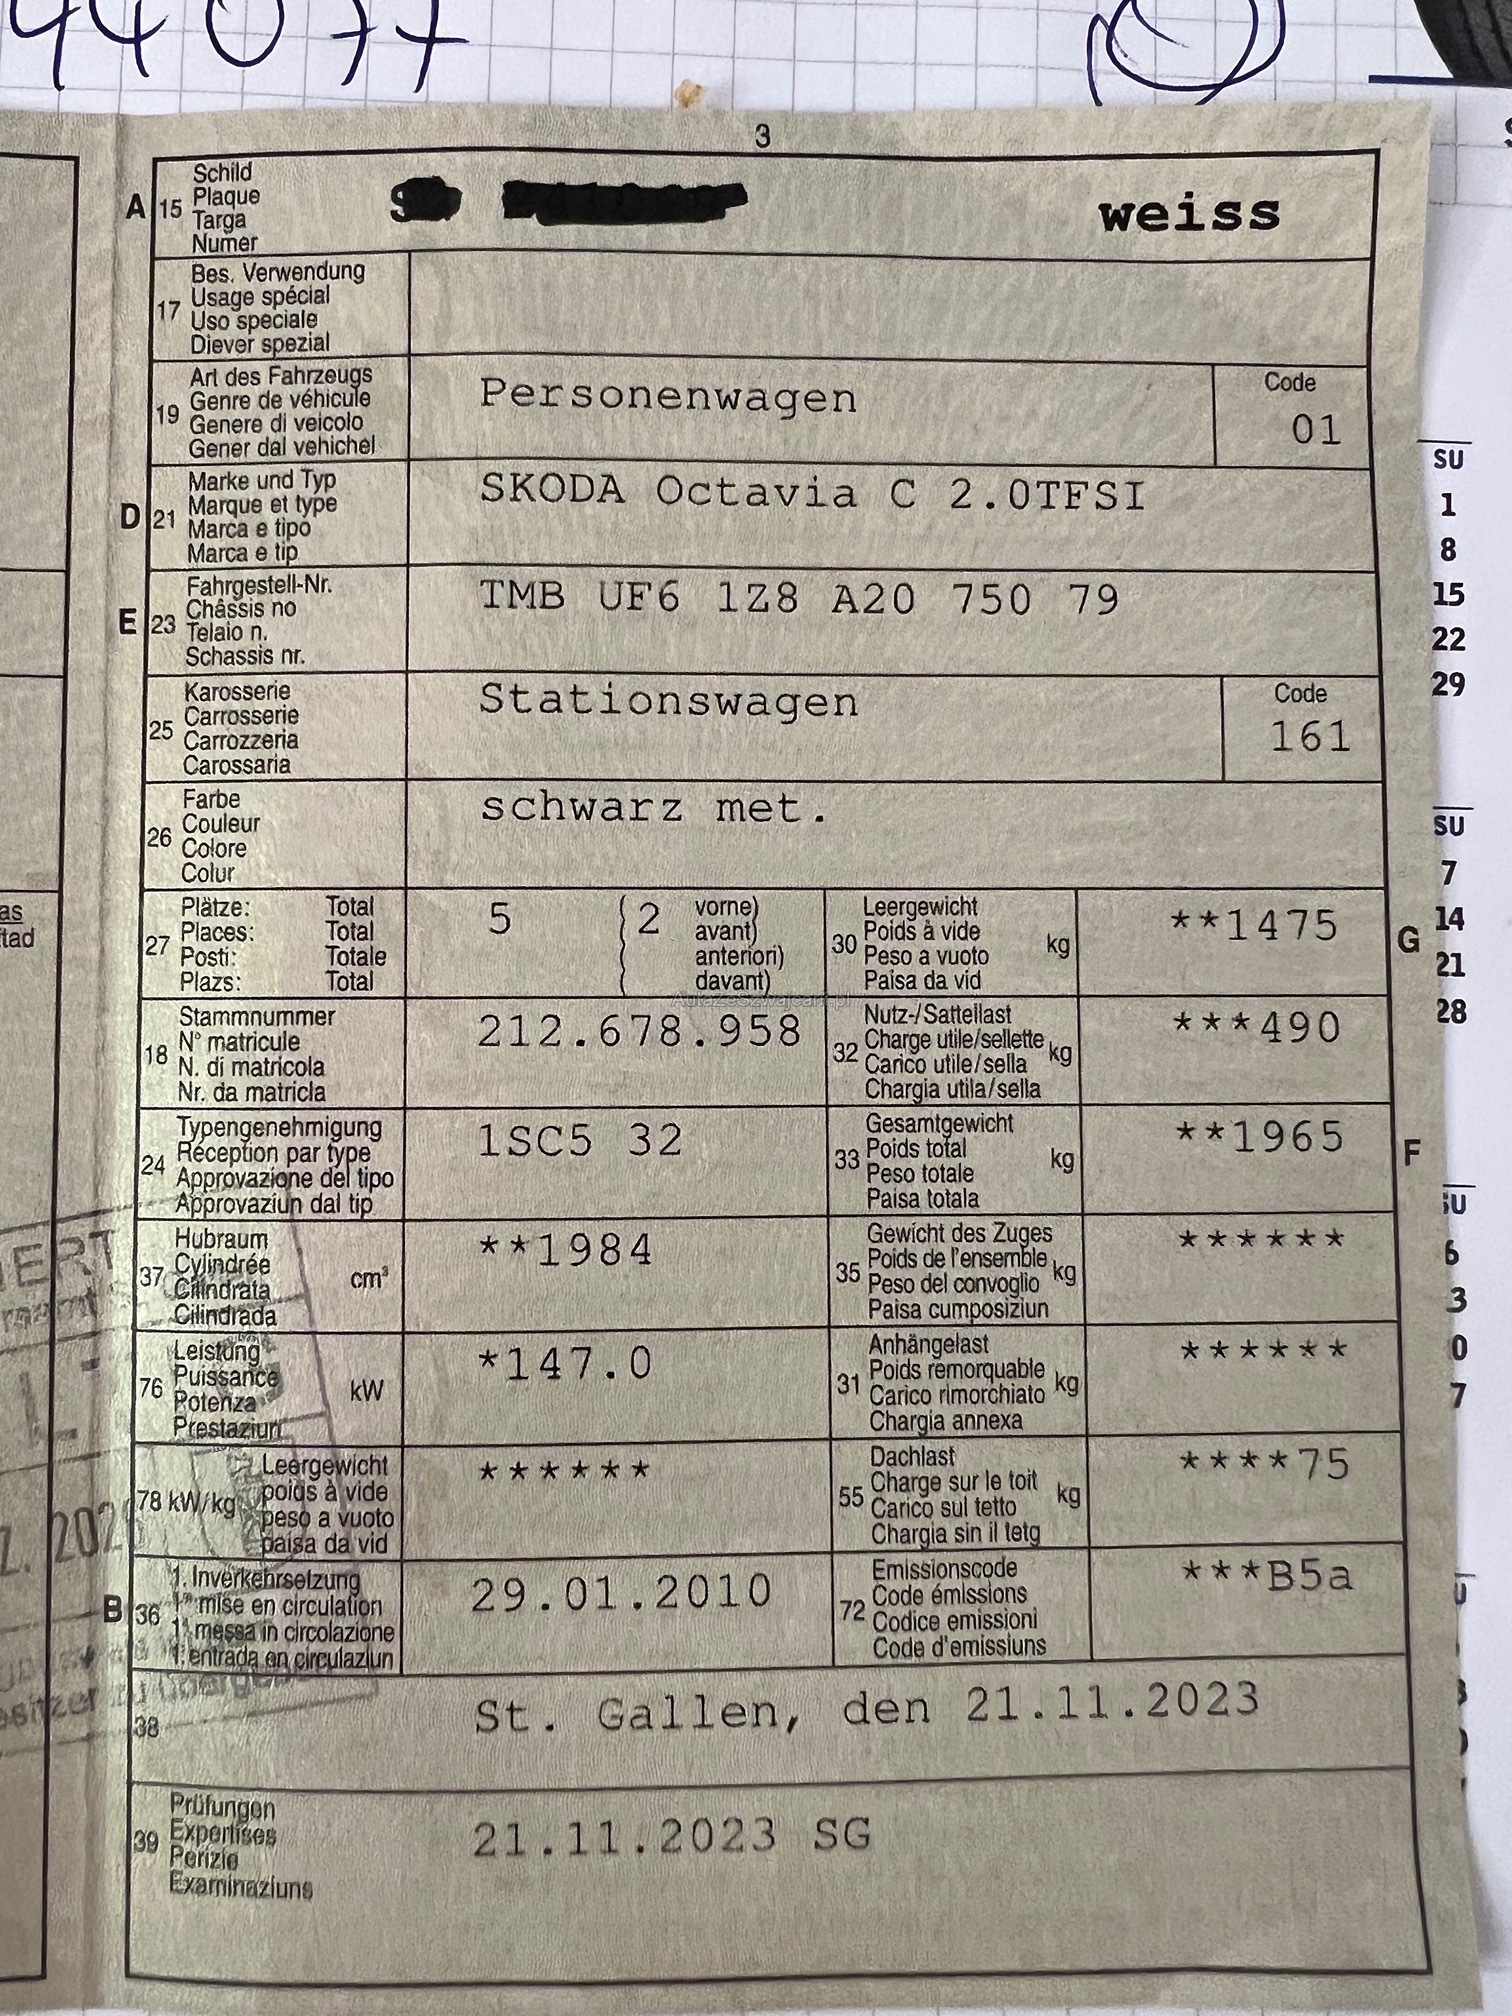 44077
3
A 15 Schild
Plaque
Targa
Numer
weiss
17 Bes. Verwendung
Usage spécial
Uso speciale
Diever spezial
19 Art des Fahrzeugs
Genre de véhicule
Genere di veicolo
Gener dal vehichel
Personenwagen
Code
01
D 21 Marke und Typ
Marque et type
Marca e tipo
Marca e tip
SKODA Octavia C 2.0TFSI
E 23 Fahrgestell-Nr.
Châssis no
Telaio n.
Schassis nr.
TMB UF6 1Z8 A20 750 79
25 Karosserie
Carrosserie
Carrozzeria
Carossaria
Stationswagen
Code
161
26 Farbe
Couleur
Colore
Colur
schwarz met.
27 Plätze: Total
Places: Total
Posti: Totale
Plazs: Total
5 ( 2 vorne)
( avant)
( anteriori)
( davant)
30 Leergewicht
Poids à vide
Peso a vuoto
Paisa da vid
kg
**1475
G
AutaZeSzwajcarii.pl
18 Stammnummer
N° matricule
N. di matricola
Nr. da matricla
212.678.958
32 Nutz-/Sattellast
Charge utile/sellette
Carico utile/sella
Chargia utila/sella
kg
***490
24 Typengenehmigung
Réception par type
Approvazione del tipo
Approvaziun dal tip
1SC5 32
33 Gesamtgewicht
Poids total
Peso totale
Paisa totala
kg
**1965
F
37 Hubraum
Cylindrée
Cilindrata
Cilindrada
cm³
**1984
35 Gewicht des Zuges
Poids de l'ensemble
Peso del convoglio
Paisa cumposiziun
kg
******
76 Leistung
Puissance
Potenza
Prestaziun
kW
*147.0
31 Anhängelast
Poids remorquable
Carico rimorchiato
Chargia annexa
kg
******
78 kW/kg Leergewicht
poids à vide
peso a vuoto
paisa da vid
******
55 Dachlast
Charge sur le toit
Carico sul tetto
Chargia sin il tetg
kg
****75
B 36 1. Inverkehrsetzung
1re mise en circulation
1a messa in circolazione
1. entrada en circulaziun
29.01.2010
72 Emissionscode
Code émissions
Codice emissioni
Code d'emissiuns
***B5a
38
St. Gallen, den 21.11.2023
39 Prüfungen
Expertises
Perizie
Examinaziuns
21.11.2023 SG
SU
1
8
15
22
29
SU
7
14
21
28